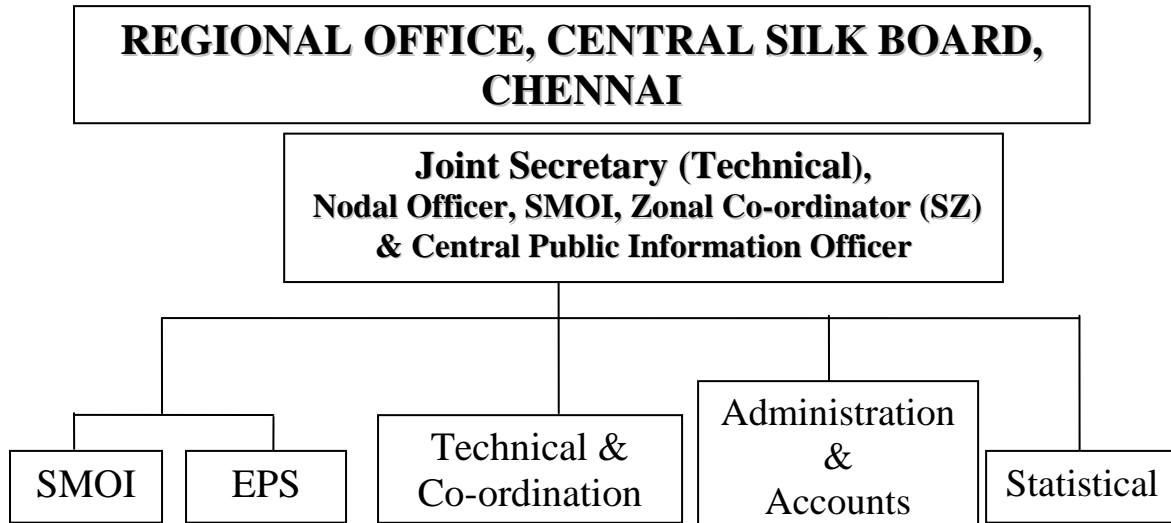 REGIONAL OFFICE, CENTRAL SILK BOARD,
CHENNAI
Joint Secretary (Technical),
Nodal Officer, SMOI, Zonal Co-ordinator (SZ)
& Central Public Information Officer
SMOI
EPS
Technical &
Co-ordination
Administration
&
Accounts
Statistical